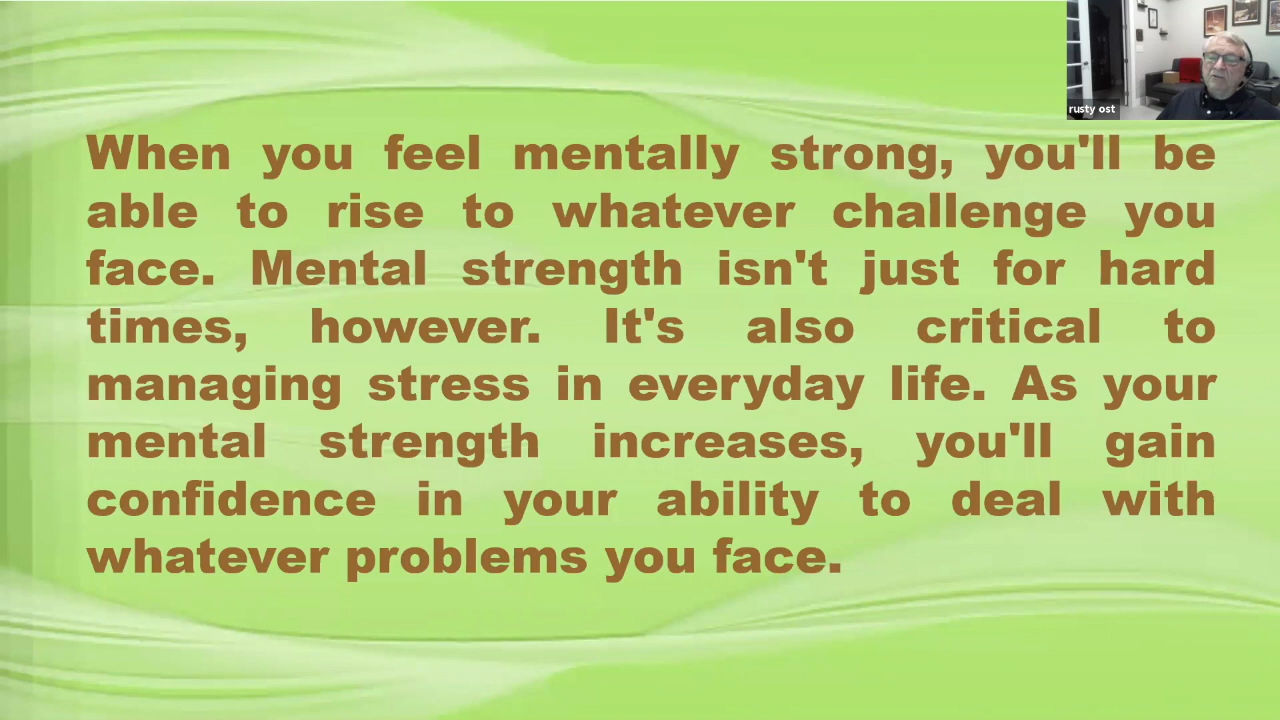 rusty ost
When you feel mentally strong, you'll be
able to rise to whatever challenge you
face. Mental strength isn't just for hard
times, however. It's also critical to
managing stress in everyday life. As your
mental strength increases, you'll gain
confidence in your ability to deal with
whatever problems you face.